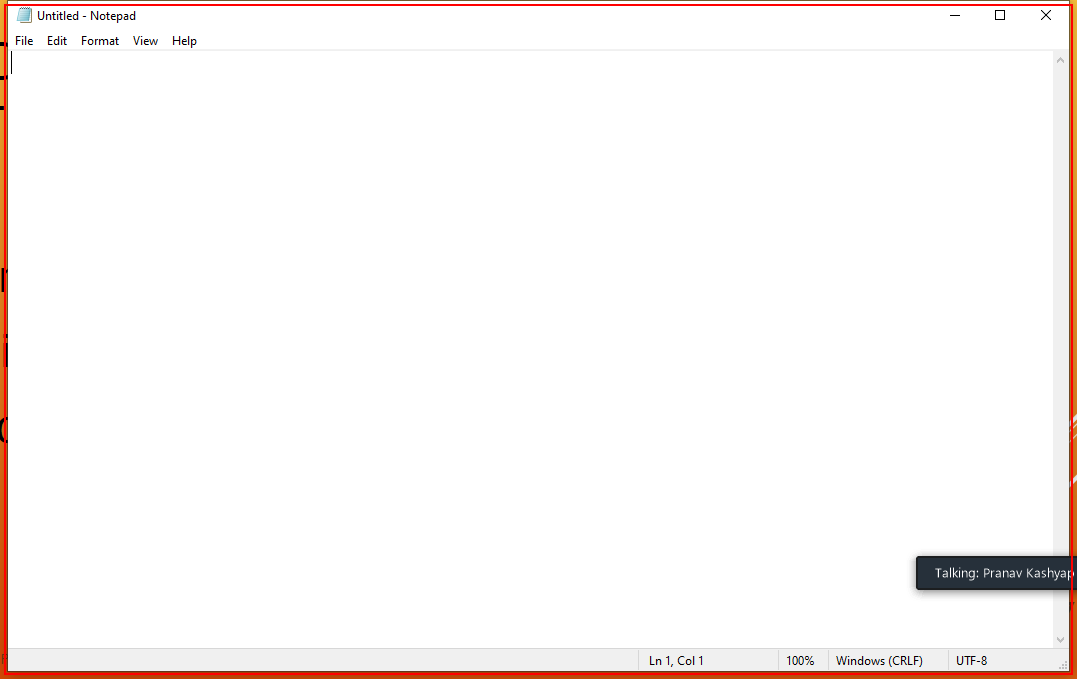 Untitled - Notepad
File Edit Format View Help
Talking: Pranav Kashyap
Ln 1, Col 1 100% Windows (CRLF) UTF-8